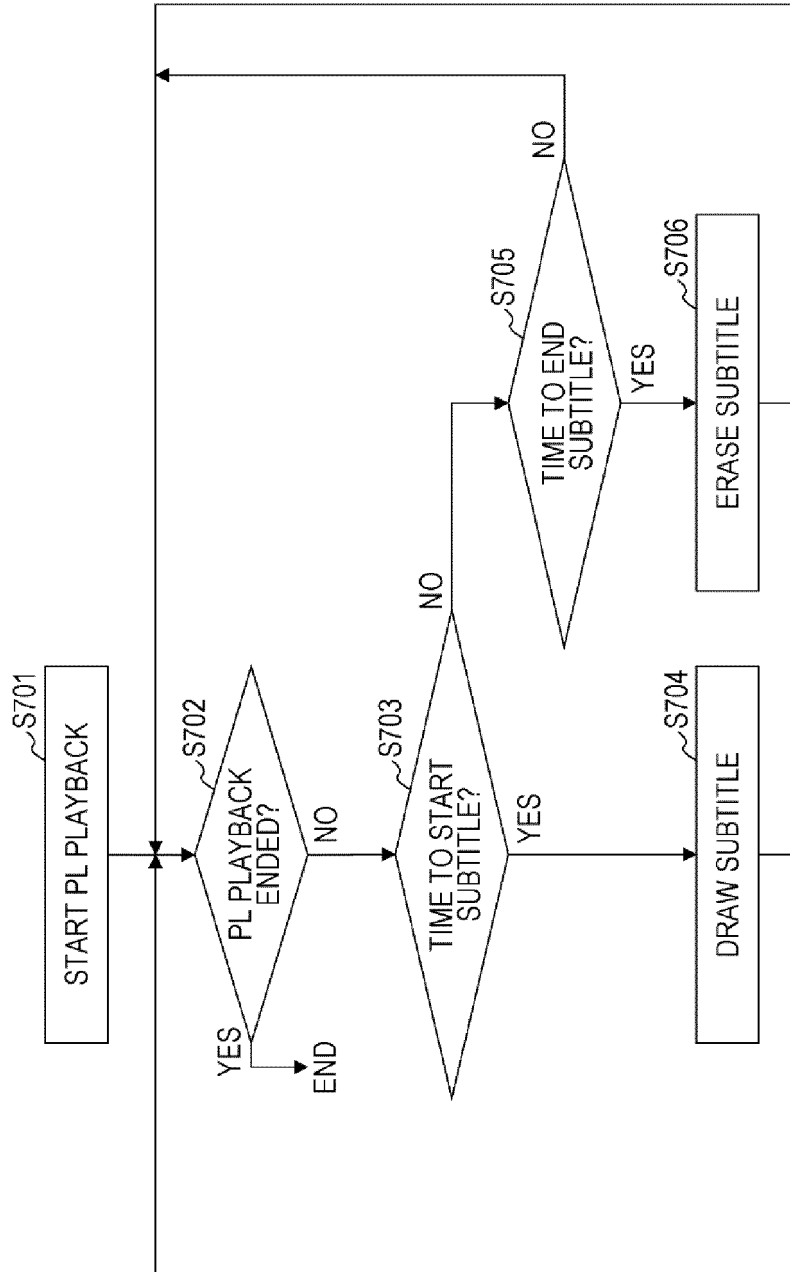 S701
START PL PLAYBACK
S702
PL PLAYBACK
ENDED?
YES
END
NO
S703
TIME TO START
SUBTITLE?
NO
YES
S705
TIME TO END
SUBTITLE?
NO
YES
S704
DRAW SUBTITLE
S706
ERASE SUBTITLE